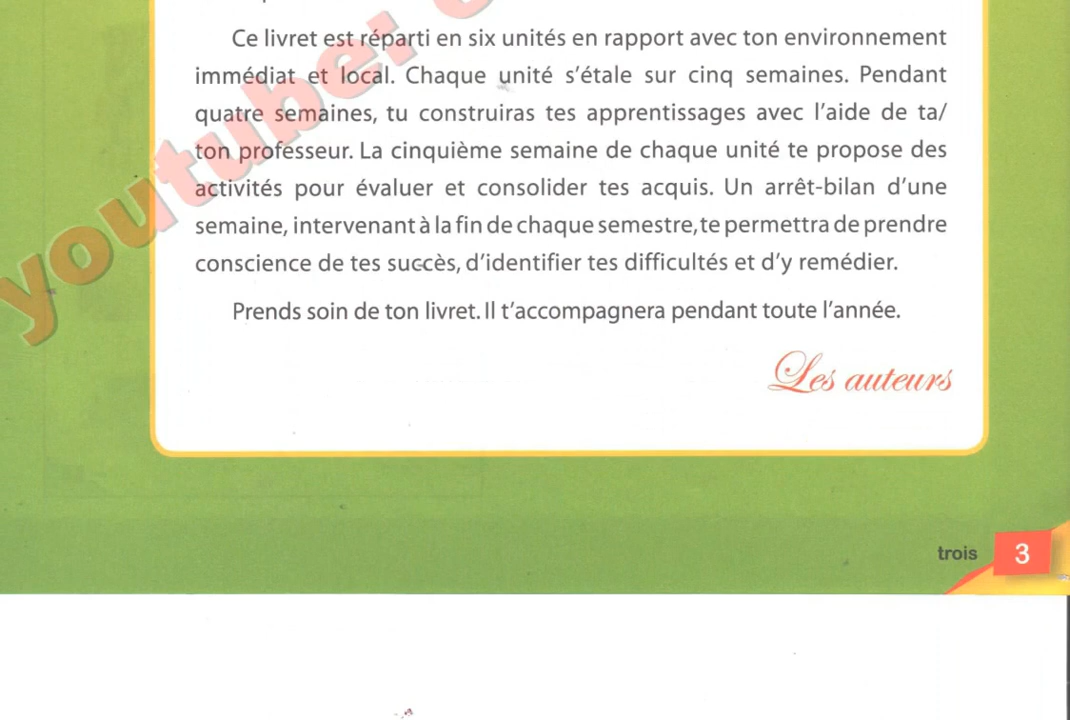 youtube:
Ce livret est réparti en six unités en rapport avec ton environnement
immédiat et local. Chaque unité s’étale sur cinq semaines. Pendant
quatre semaines, tu construiras tes apprentissages avec l’aide de ta/
ton professeur. La cinquième semaine de chaque unité te propose des
activités pour évaluer et consolider tes acquis. Un arrêt-bilan d’une
semaine, intervenant à la fin de chaque semestre, te permettra de prendre
conscience de tes succès, d’identifier tes difficultés et d’y remédier.
Prends soin de ton livret. Il t’accompagnera pendant toute l’année.
Les auteurs
trois 3